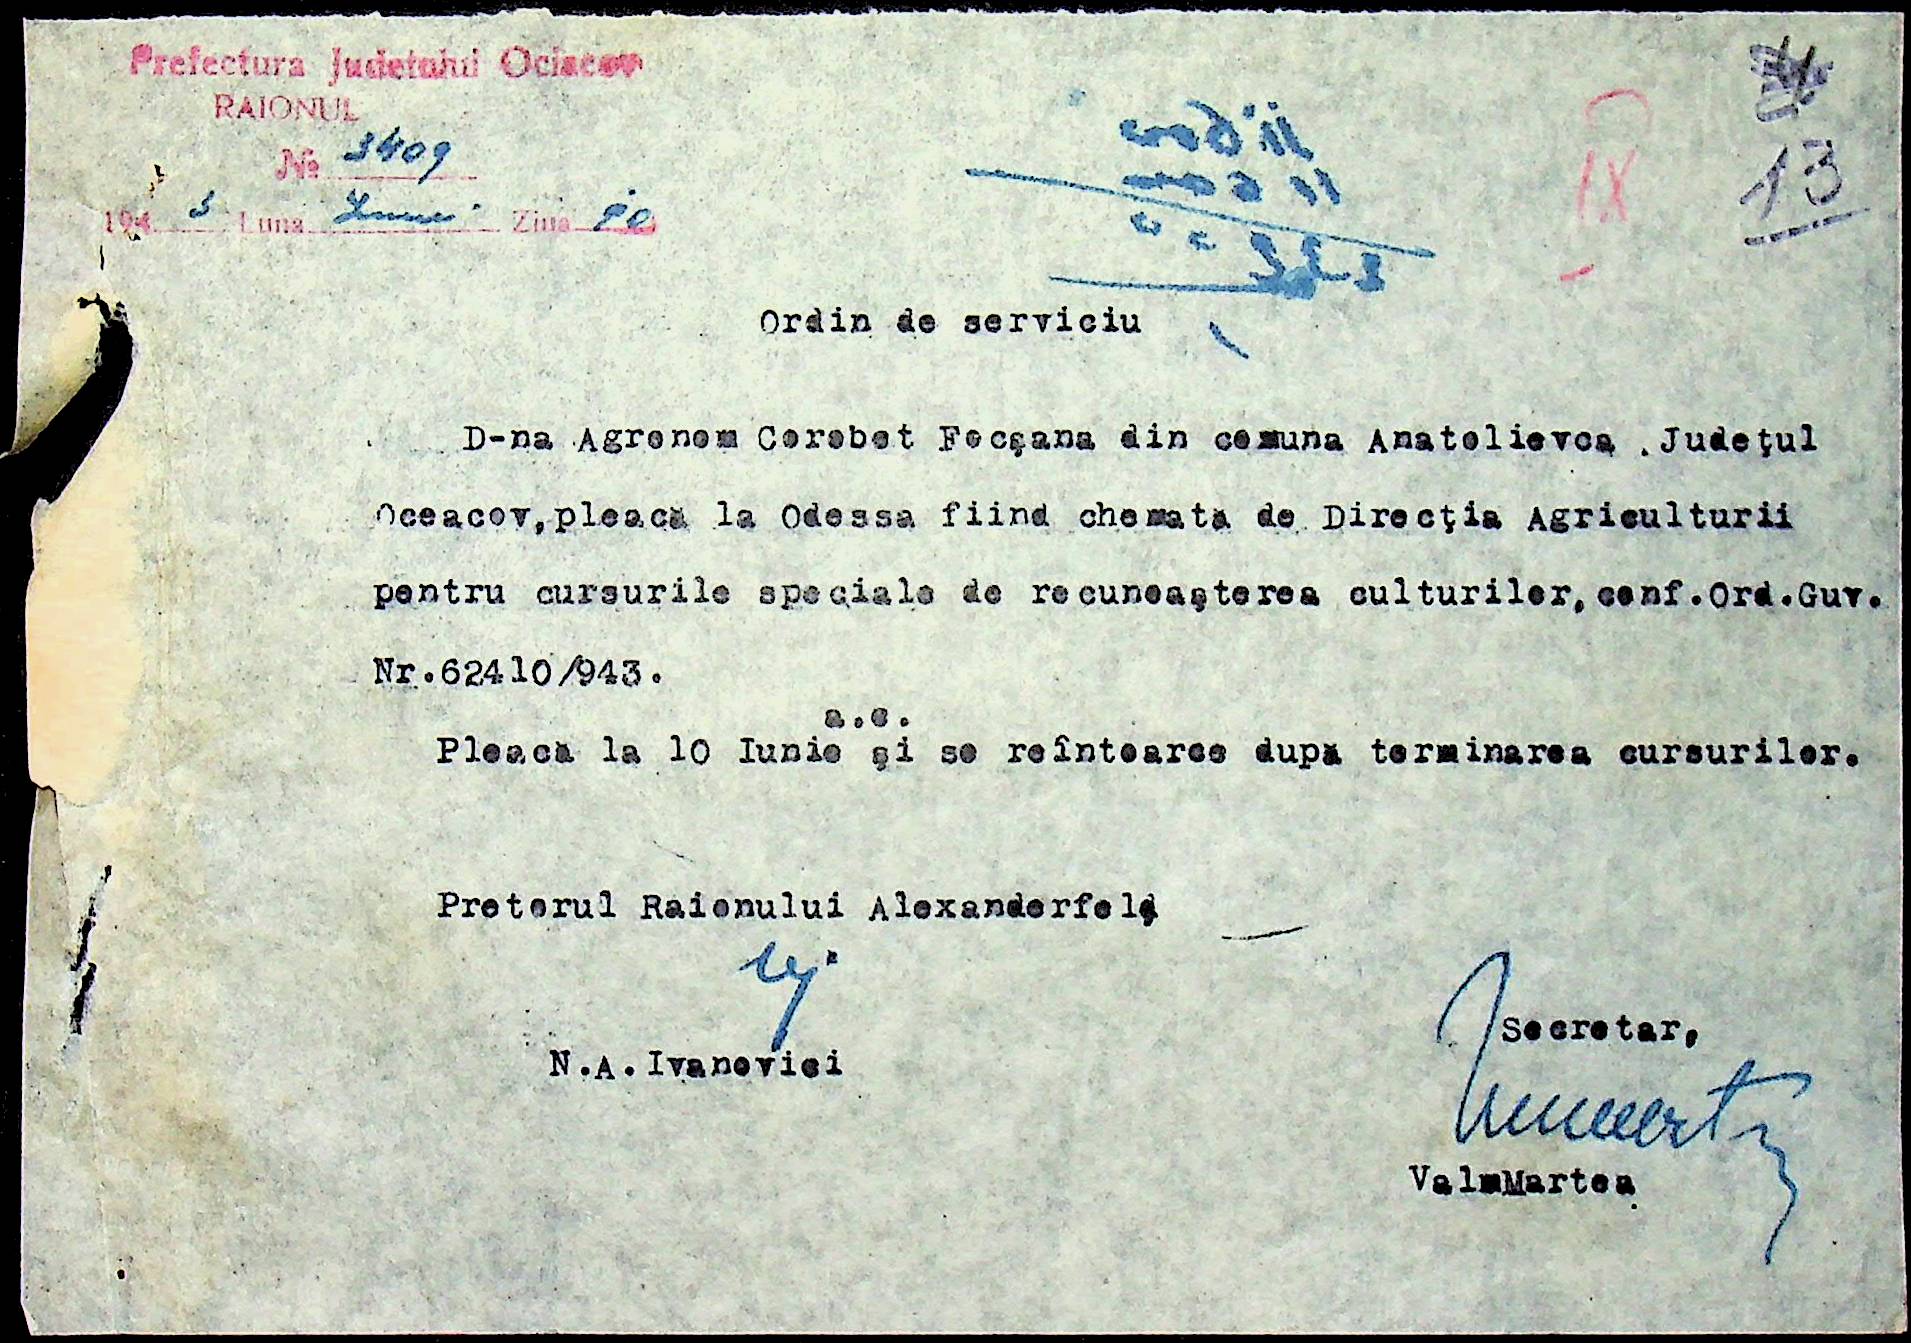 Prefectura Judetului Ociacov
RAIONUL
№ 3409
194 3 Luna Iunie Ziua 10
IX
13
Ordin de serviciu
D-na Agronom Corobet Focşana din comuna Anatolievca .Judeţul
Oceacov,pleacă la Odessa fiind chemată de Direcţia Agriculturii
pentru cursurile speciale de recunoaşterea culturilor,conf.Ord.Guv.
Nr.62410/943.
a.c.
Pleacă la 10 Iunie şi se reîntoarce după terminarea cursurilor.
Pretorul Raionului Alexanderfeld
N.A.Ivanovici
Secretar,
ValmMartea